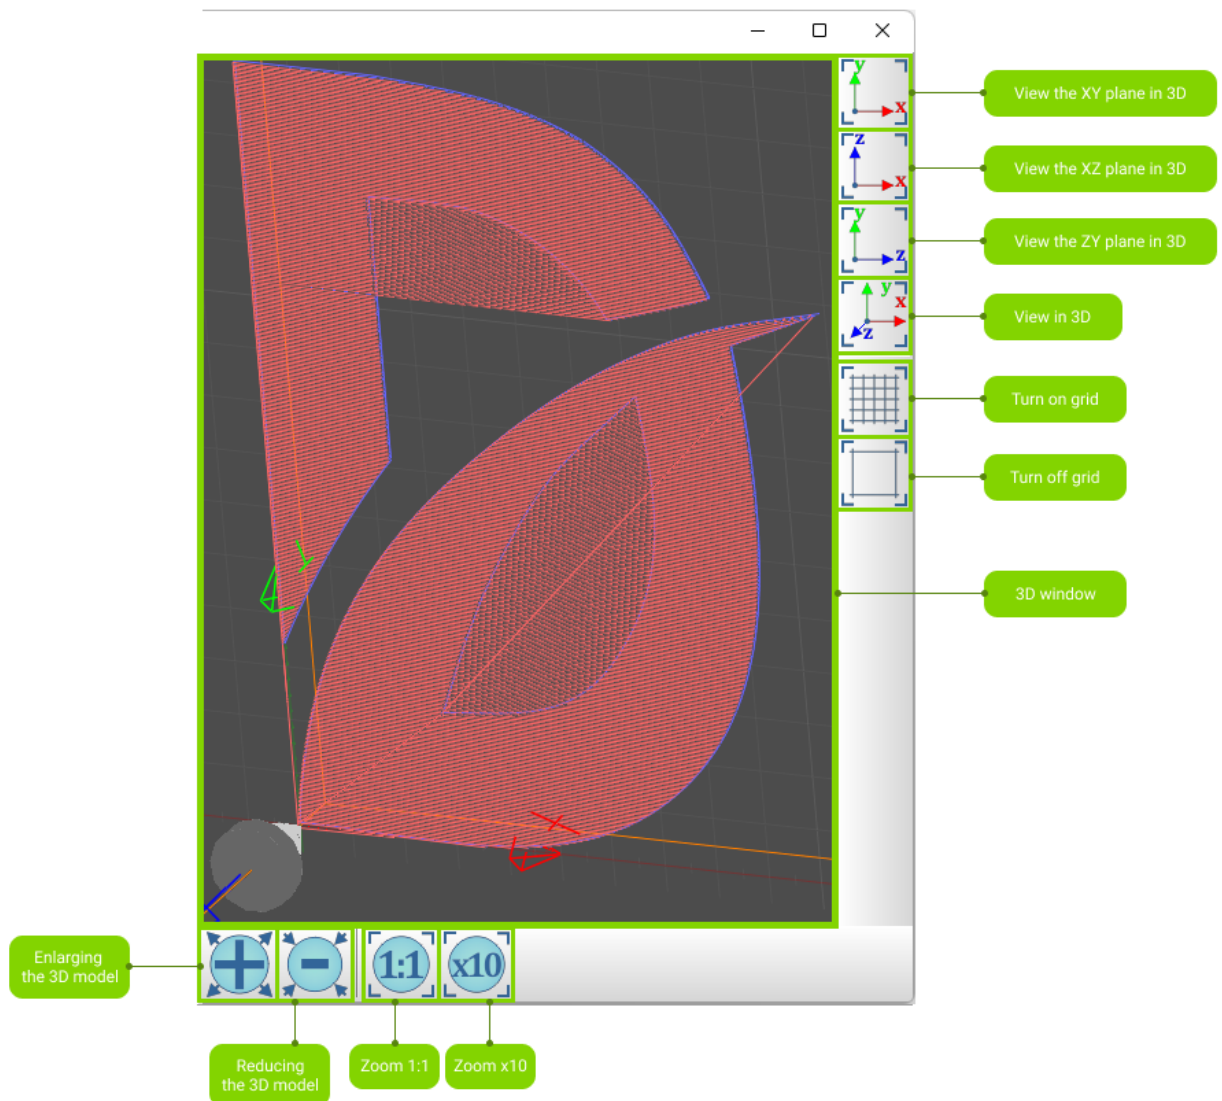 y
x
View the XY plane in 3D
z
x
View the XZ plane in 3D
y
z
View the ZY plane in 3D
y
x
z
View in 3D
Turn on grid
Turn off grid
Y
3D window
X
Enlarging
the 3D model
1:1
x10
Reducing
the 3D model
Zoom 1:1
Zoom x10